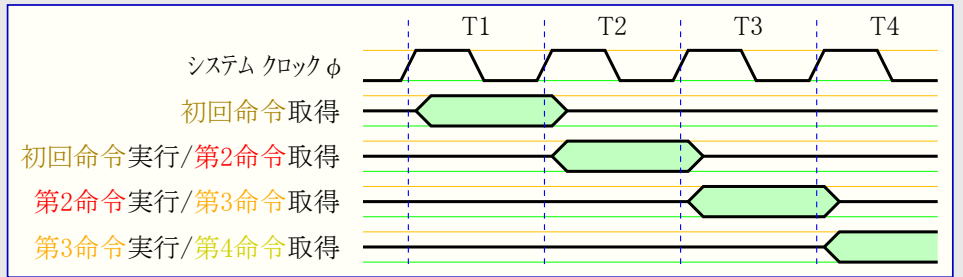 T1 T2 T3 T4
システム クロック φ
初回命令取得
初回命令実行/第2命令取得
第2命令実行/第3命令取得
第3命令実行/第4命令取得